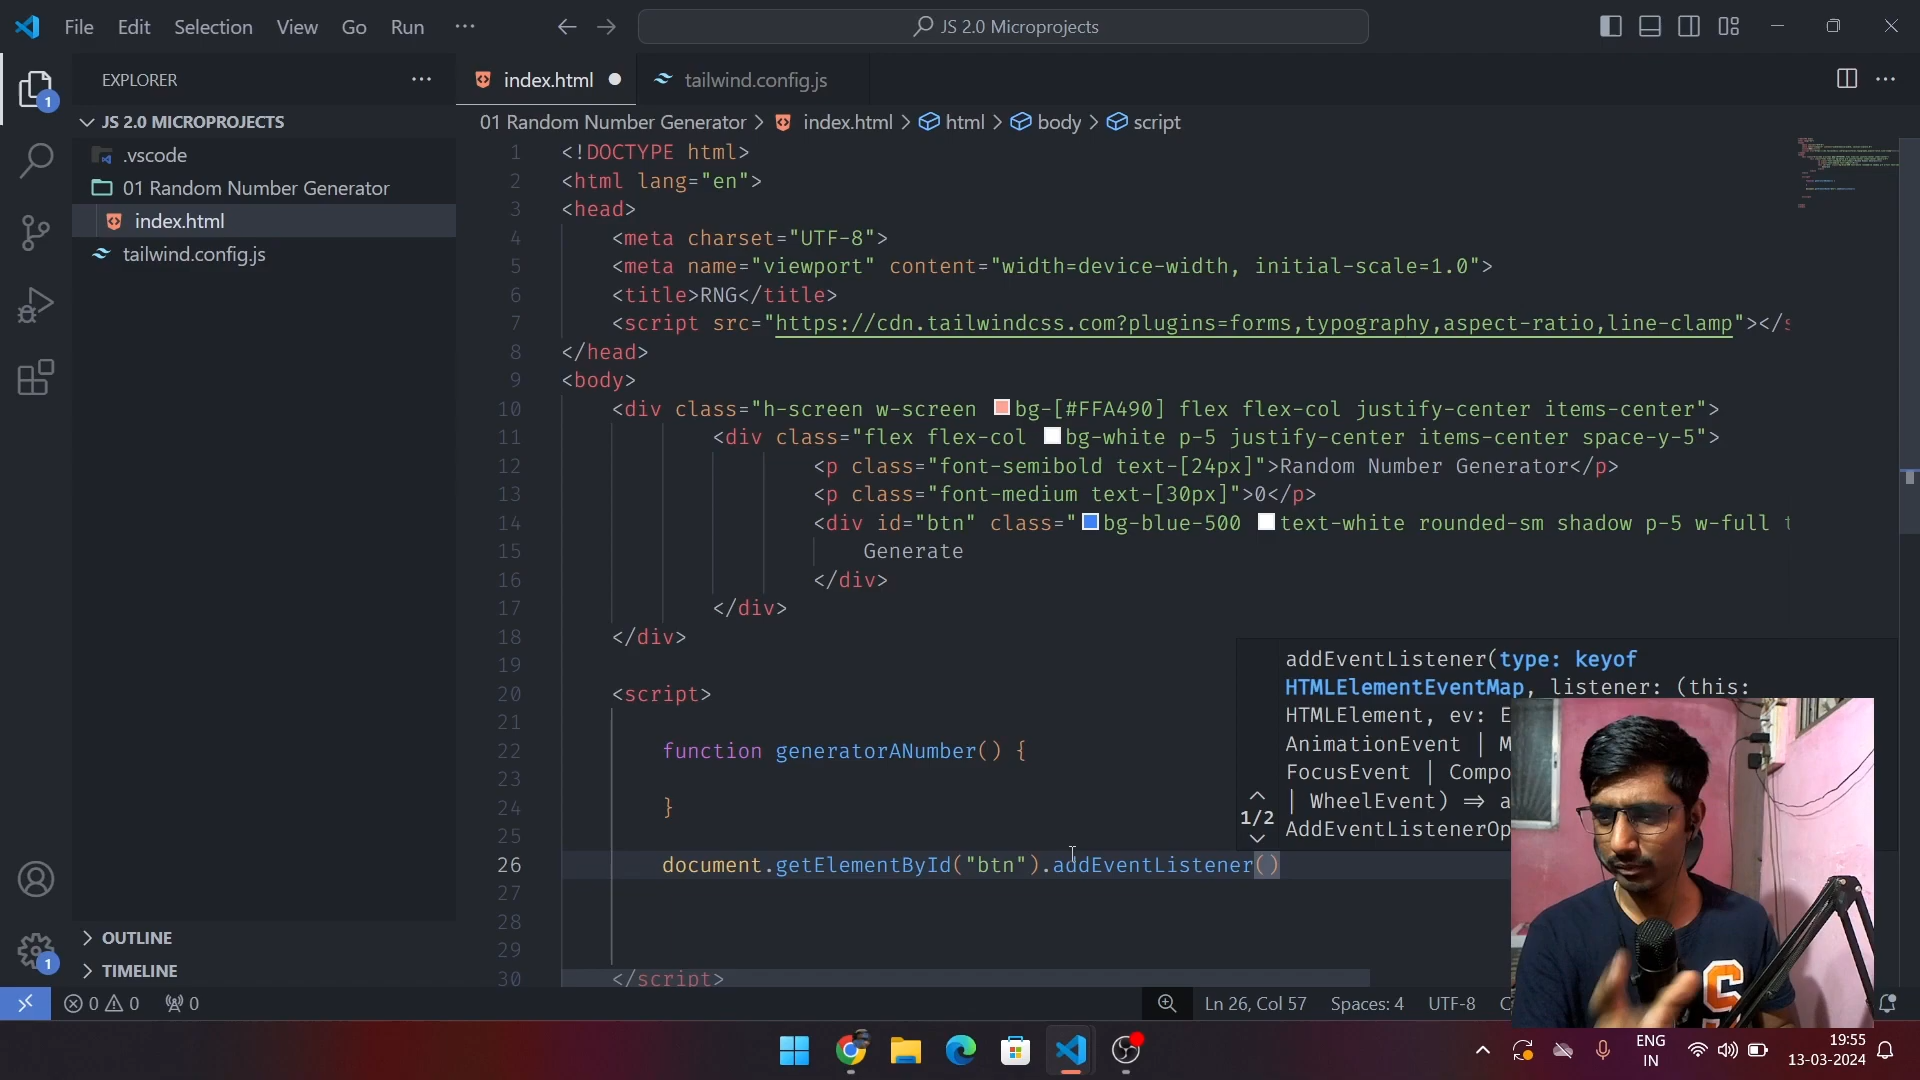 File Edit Selection View Go Run ···
JS 2.0 Microprojects
EXPLORER ···
JS 2.0 MICROPROJECTS
.vscode
01 Random Number Generator
index.html
tailwind.config.js
OUTLINE
TIMELINE
1
1
index.html
tailwind.config.js
01 Random Number Generator > index.html > html > body > script
1 <!DOCTYPE html>
2 <html lang="en">
3 <head>
4 <meta charset="UTF-8">
5 <meta name="viewport" content="width=device-width, initial-scale=1.0">
6 <title>RNG</title>
7 <script src="https://cdn.tailwindcss.com?plugins=forms,typography,aspect-ratio,line-clamp"></s
8 </head>
9 <body>
10 <div class="h-screen w-screen bg-[#FFA490] flex flex-col justify-center items-center">
11 <div class="flex flex-col bg-white p-5 justify-center items-center space-y-5">
12 <p class="font-semibold text-[24px]">Random Number Generator</p>
13 <p class="font-medium text-[30px]">0</p>
14 <div id="btn" class="bg-blue-500 text-white rounded-sm shadow p-5 w-full t
15 Generate
16 </div>
17 </div>
18 </div>
19
20 <script>
21
22 function generatorANumber() {
23
24 }
25
26 document.getElementById("btn").addEventListener()
27
28
29
30 </script>
addEventListener(type: keyof
HTMLElementEventMap, listener: (this:
HTMLElement, ev: E
AnimationEvent | M
FocusEvent | Compo
| WheelEvent) => a
AddEventListenerOp
1/2
0 0 0
Ln 26, Col 57 Spaces: 4 UTF-8
ENG
IN
19:55
13-03-2024